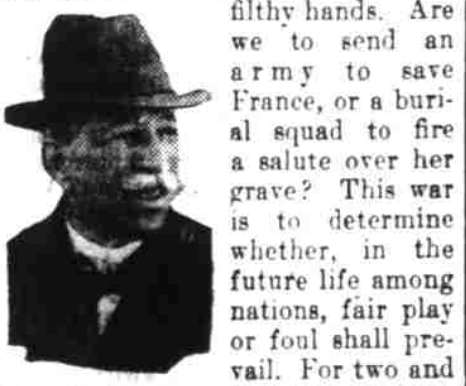 filthy hands. Are
we to send an
army to save
France, or a buri-
al squad to fire
a salute over her
grave? This war
is to determine
whether, in the
future life among
nations, fair play
or foul shall pre-
vail. For two and